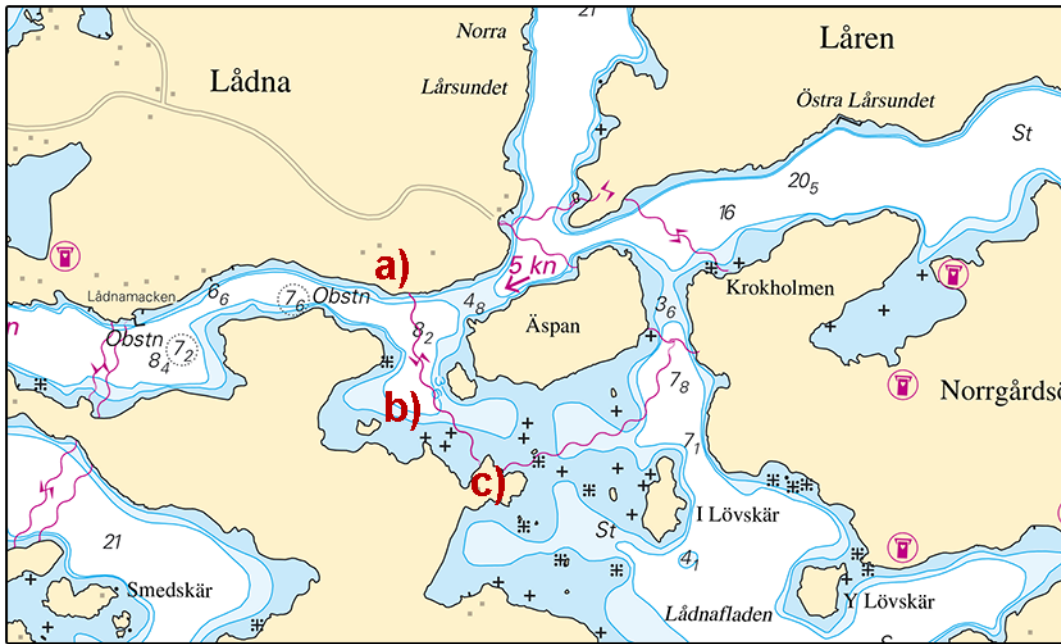 21
Norra
Låren
Lådna
Lårsundet
Östra Lårsundet
St
20₅
16
a)
5 kn
Krokholmen
Lådnamacken
6₆
7₆
Obstn
4₈
3₆
n
Äspan
8₂
Obstn
7₂
8₄
7₈
Norrgårdsö
b)
7₁
c)
I Lövskär
St
21
4₁
Smedskär
Y Lövskär
Lådnafladen
S